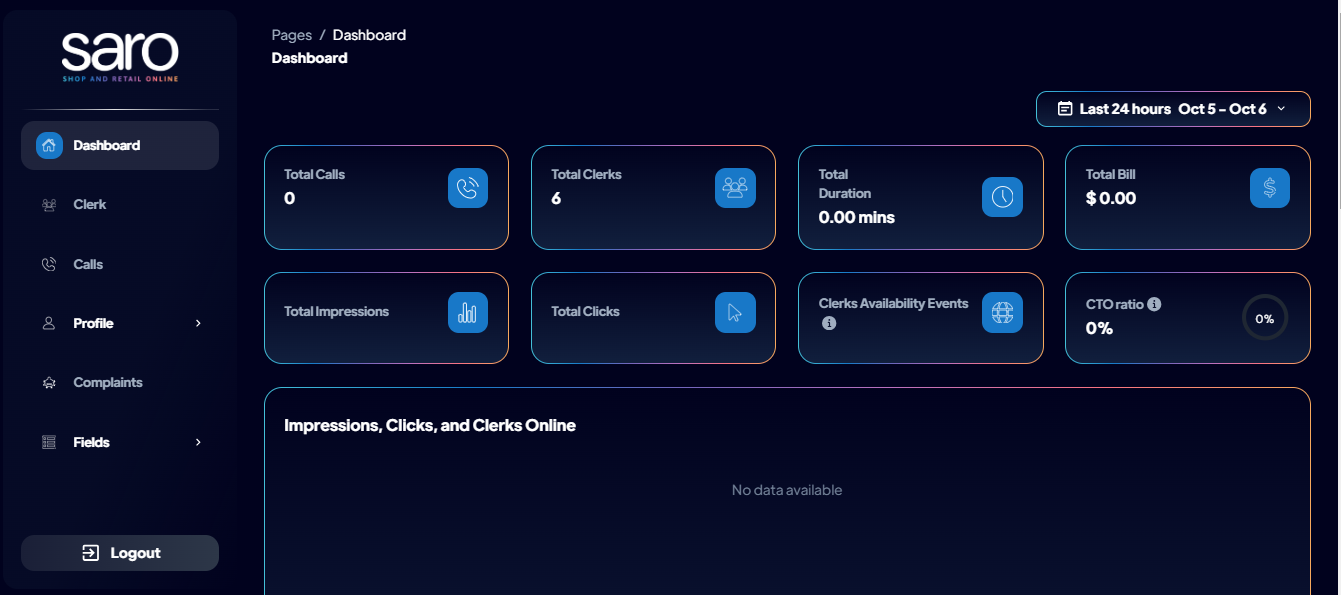 saro
SHOP AND RETAIL ONLINE
Dashboard
Clerk
Calls
Profile
Complaints
Fields
Logout
Pages / Dashboard
Dashboard
Last 24 hours Oct 5 - Oct 6
Total Calls
0
Total Clerks
6
Total
Duration
0.00 mins
Total Bill
$ 0.00
Total Impressions
Total Clicks
Clerks Availability Events
CTO ratio
0%
0%
Impressions, Clicks, and Clerks Online
No data available